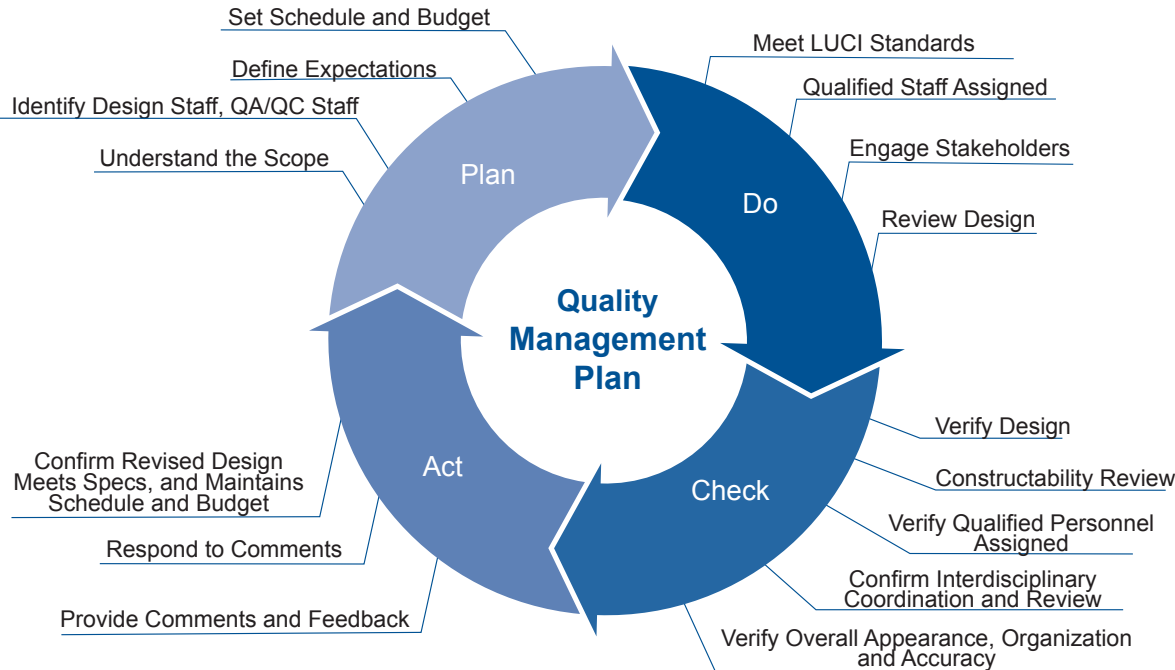 Set Schedule and Budget
Define Expectations
Identify Design Staff, QA/QC Staff
Understand the Scope
Plan
Meet LUCI Standards
Qualified Staff Assigned
Engage Stakeholders
Review Design
Do
Quality
Management
Plan
Verify Design
Constructability Review
Verify Qualified Personnel
Assigned
Confirm Interdisciplinary
Coordination and Review
Verify Overall Appearance, Organization
and Accuracy
Check
Act
Confirm Revised Design
Meets Specs, and Maintains
Schedule and Budget
Respond to Comments
Provide Comments and Feedback